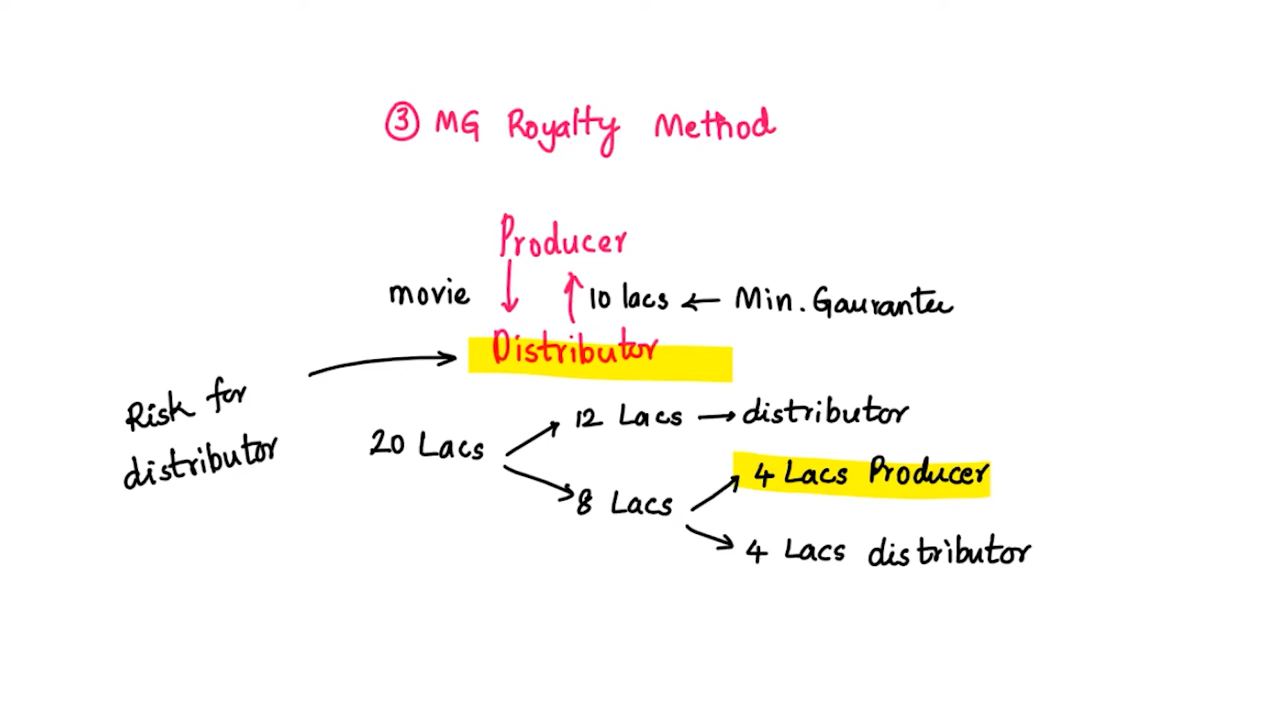 ③ MG Royalty Method
Producer
movie 10 lacs ← Min. Gaurantee
Distributor
Risk for
distributor
20 Lacs
12 Lacs → distributor
8 Lacs
4 Lacs Producer
4 Lacs distributor